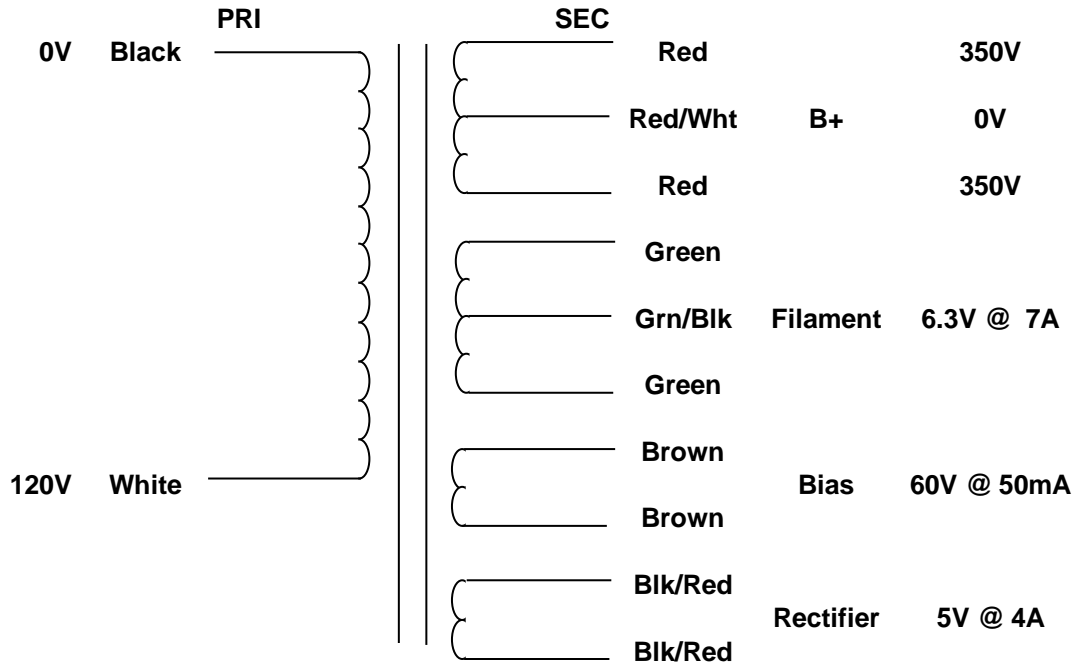 PRI SEC
0V Black Red 350V
Red/Wht B+ 0V
Red 350V
Green
Grn/Blk Filament 6.3V @ 7A
Green
Brown
120V White Bias 60V @ 50mA
Brown
Blk/Red
Rectifier 5V @ 4A
Blk/Red